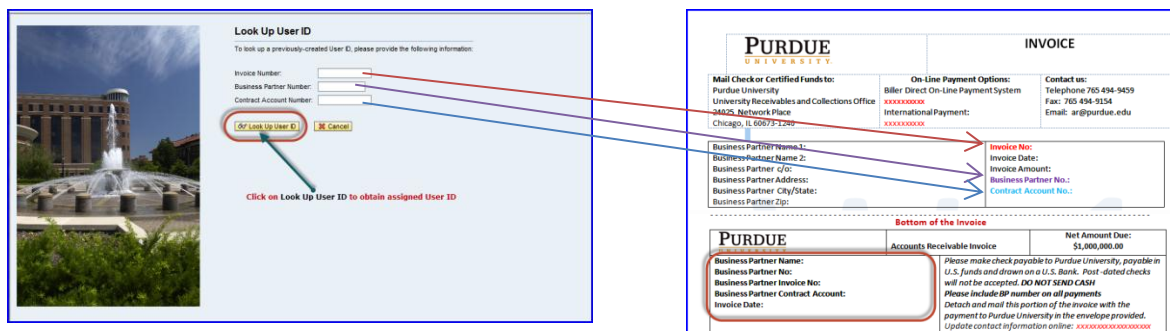 Look Up User ID
To look up a previously-created User ID, please provide the following information:
Invoice Number:
Business Partner Number:
Contract Account Number:
Look Up User ID
Cancel
Click on Look Up User ID to obtain assigned User ID
PURDUE
UNIVERSITY
INVOICE
Mail Check or Certified Funds to:
Purdue University
University Receivables and Collections Office
24025 Network Place
Chicago, IL 60673-1240
On-Line Payment Options:
Biller Direct On-Line Payment System
xxxxxxxxxx
International Payment:
xxxxxxxxxx
Contact us:
Telephone 765 494-9459
Fax: 765 494-9154
Email: ar@purdue.edu
Business Partner Name 1:
Business Partner Name 2:
Business Partner c/o:
Business Partner Address:
Business Partner City/State:
Business Partner Zip:
Invoice No:
Invoice Date:
Invoice Amount:
Business Partner No.:
Contract Account No.:
Bottom of the Invoice
PURDUE
Accounts Receivable Invoice
Net Amount Due:
$1,000,000.00
Business Partner Name:
Business Partner No:
Business Partner Invoice No:
Business Partner Contract Account:
Invoice Date:
Please make check payable to Purdue University, payable in
U.S. funds and drawn on a U.S. Bank. Post-dated checks
will not be accepted. DO NOT SEND CASH
Please include BP number on all payments
Detach and mail this portion of the invoice with the
payment to Purdue University in the envelope provided.
Update contact information online: xxxxxxxxxxxxxxxxxx